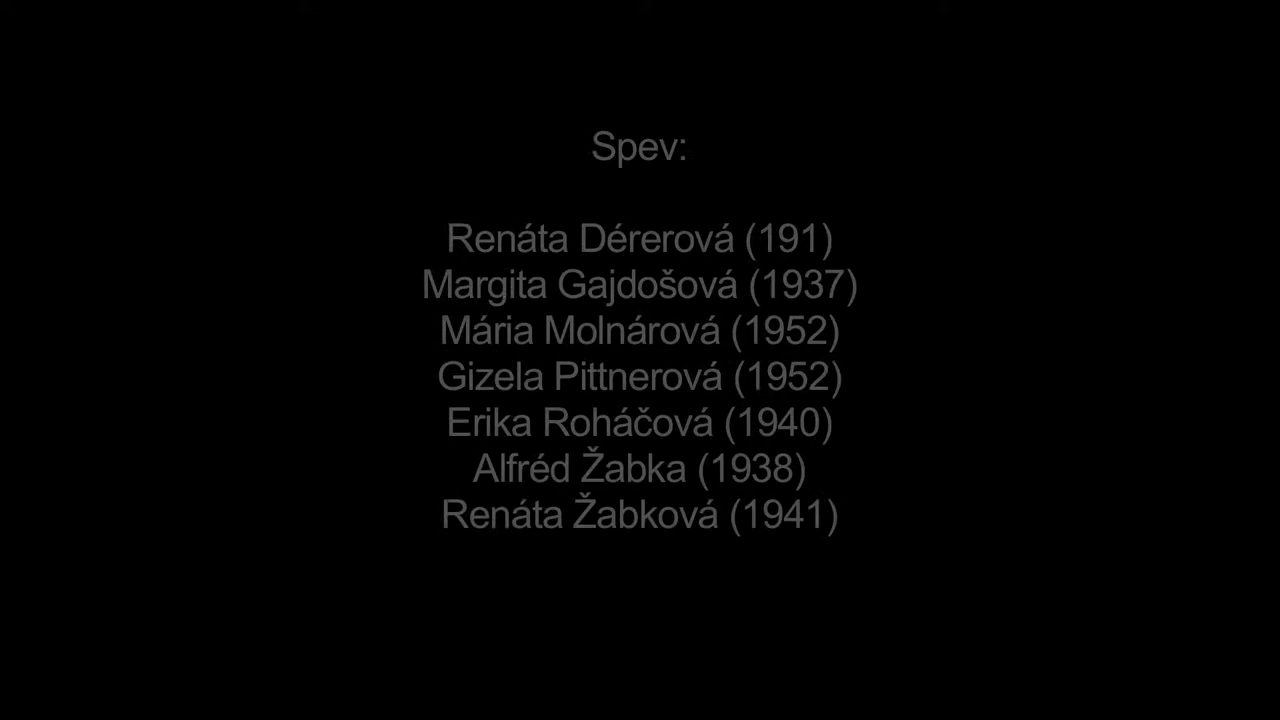 Spev:
Renáta Dérerová (191)
Margita Gajdošová (1937)
Mária Molnárová (1952)
Gizela Pittnerová (1952)
Erika Roháčová (1940)
Alfréd Žabka (1938)
Renáta Žabková (1941)